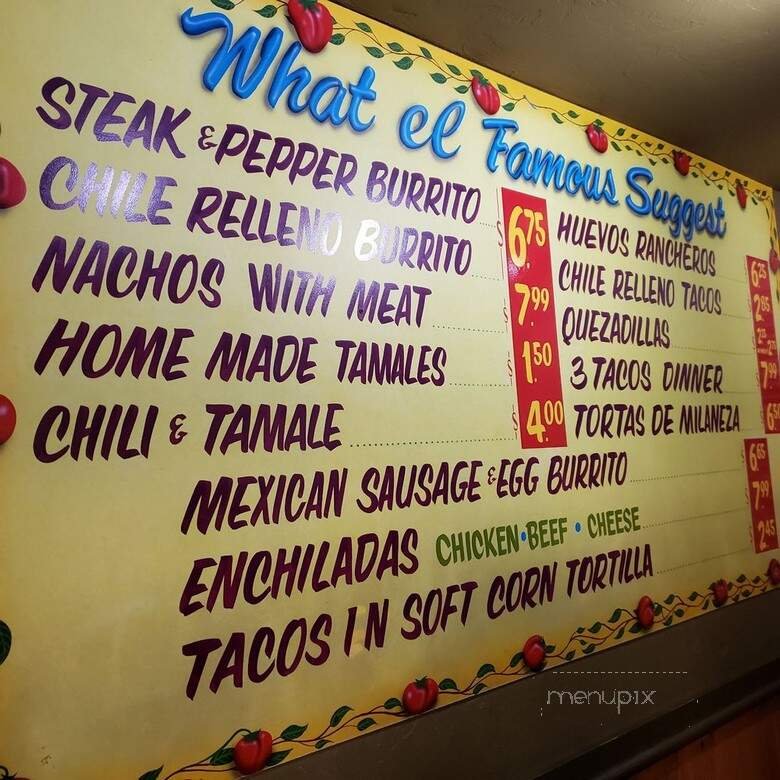 What el Famous Suggest
STEAK & PEPPER BURRITO
CHILE RELLENO BURRITO $ 6.75
NACHOS WITH MEAT $ 7.99
HOME MADE TAMALES $ 1.50
CHILI & TAMALE $ 4.00
HUEVOS RANCHEROS 6.25
CHILE RELLENO TACOS 2.85
QUEZADILLAS
3 TACOS DINNER 7.99
TORTAS DE MILANEZA
MEXICAN SAUSAGE & EGG BURRITO 6.65
ENCHILADAS CHICKEN • BEEF • CHEESE 7.99
TACOS IN SOFT CORN TORTILLA 2.45
menupix